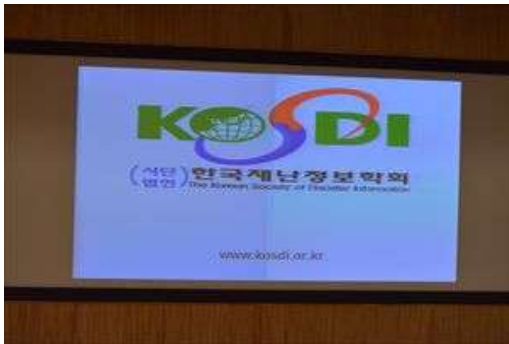 KOSDI
(사단법인) 한국재난정보학회
The Korean Society of Disaster Information
www.kosdi.or.kr